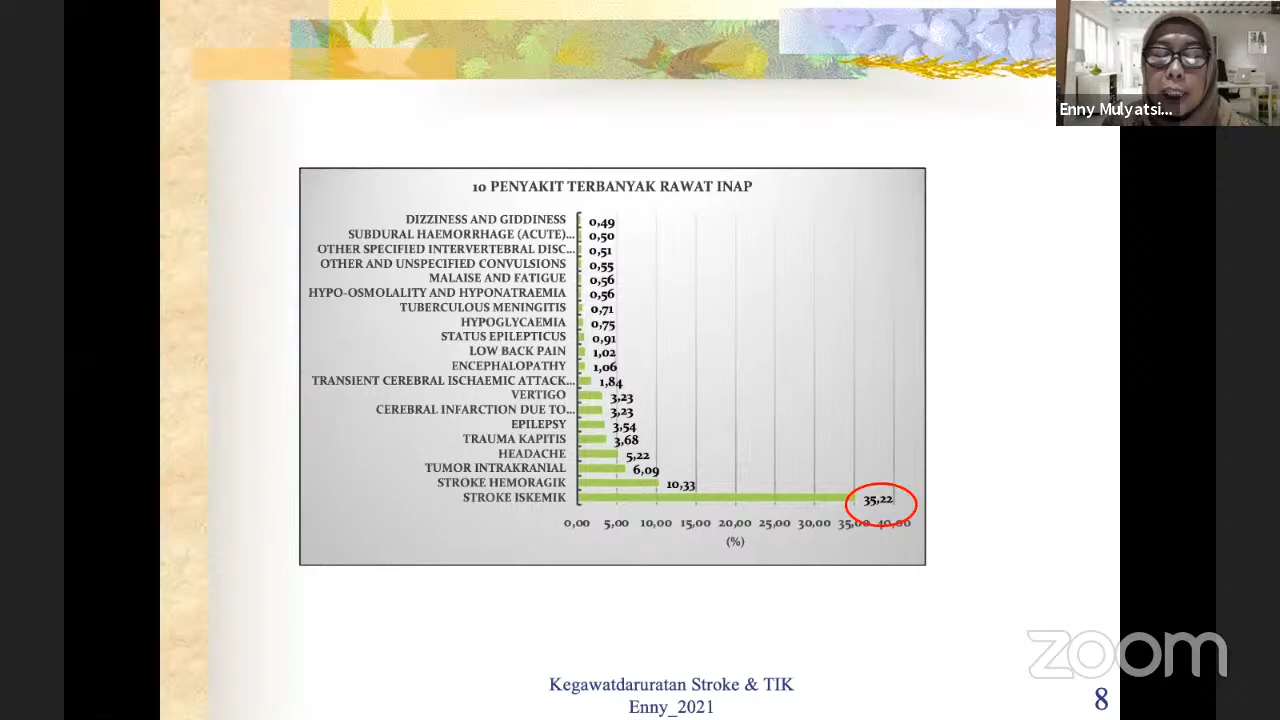 Enny Mulyatsi...
10 PENYAKIT TERBANYAK RAWAT INAP
DIZZINESS AND GIDDINESS 0,49
SUBDURAL HAEMORRHAGE (ACUTE)... 0,50
OTHER SPECIFIED INTERVERTEBRAL DISC... 0,51
OTHER AND UNSPECIFIED CONVULSIONS 0,55
MALAISE AND FATIGUE 0,56
HYPO-OSMOLALITY AND HYPONATRAEMIA 0,56
TUBERCULOUS MENINGITIS 0,71
HYPOGLYCAEMIA 0,75
STATUS EPILEPTICUS 0,91
LOW BACK PAIN 1,02
ENCEPHALOPATHY 1,06
TRANSIENT CEREBRAL ISCHAEMIC ATTACK... 1,84
VERTIGO 3,23
CEREBRAL INFARCTION DUE TO... 3,23
EPILEPSY 3,54
TRAUMA KAPITIS 3,68
HEADACHE 5,22
TUMOR INTRAKRANIAL 6,09
STROKE HEMORAGIK 10,33
STROKE ISKEMIK 35,22
0,00 5,00 10,00 15,00 20,00 25,00 30,00 35,00 40,00
(%)
zoom
Kegawatdaruratan Stroke & TIK
Enny_2021
8